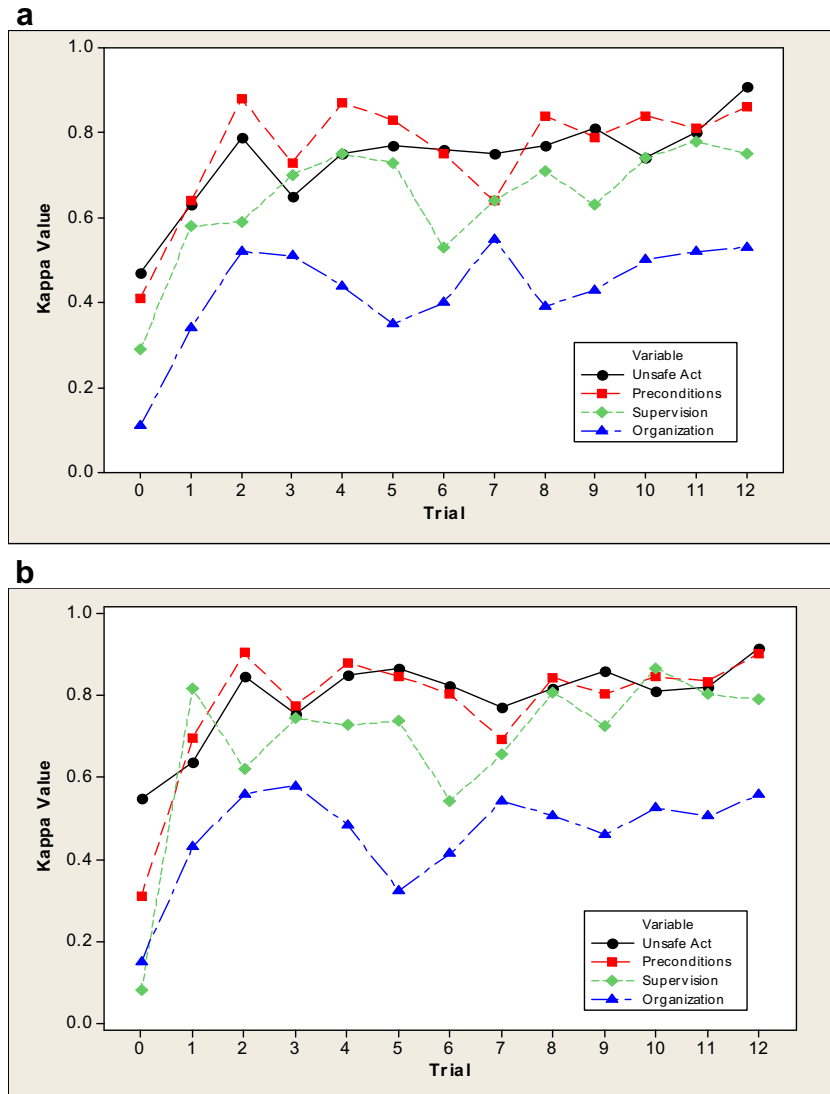 a
1.0
0.8
0.6
0.4
0.2
0.0
Kappa Value
Variable
Unsafe Act
Preconditions
Supervision
Organization
0 1 2 3 4 5 6 7 8 9 10 11 12
Trial
b
1.0
0.8
0.6
0.4
0.2
0.0
Kappa Value
Variable
Unsafe Act
Preconditions
Supervision
Organization
0 1 2 3 4 5 6 7 8 9 10 11 12
Trial